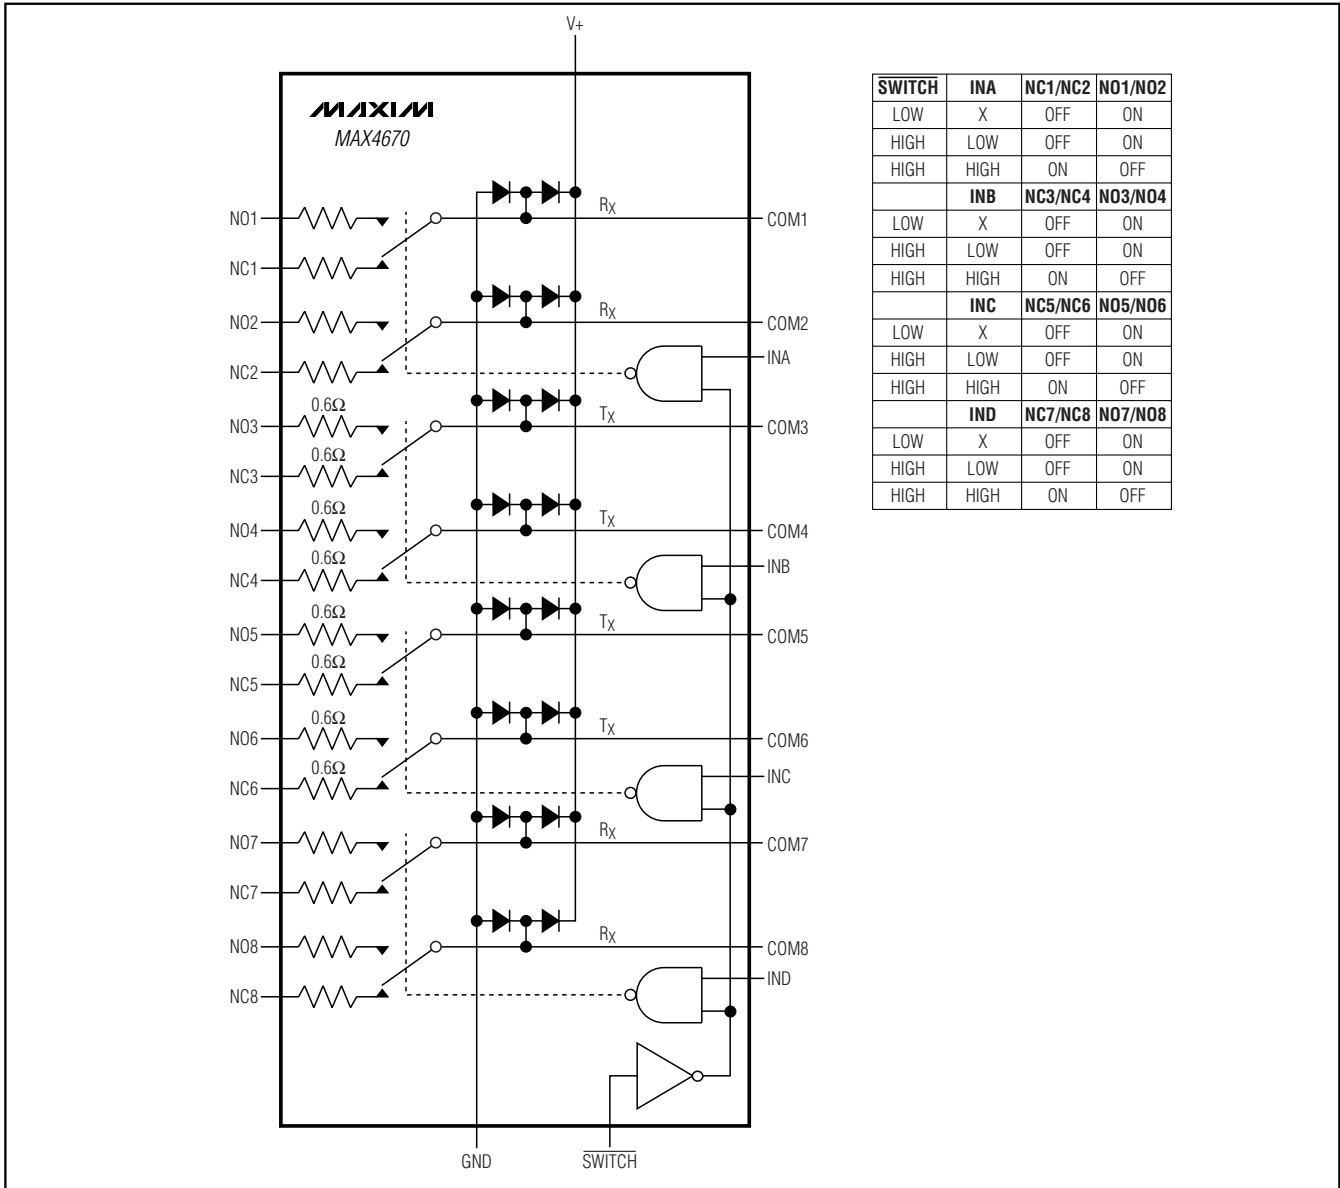 V+
MAXIM
MAX4670
NO1
RX
COM1
NC1
NO2
RX
COM2
INA
NC2
0.6Ω
NO3
TX
COM3
0.6Ω
NC3
0.6Ω
NO4
TX
COM4
0.6Ω
INB
NC4
0.6Ω
NO5
TX
COM5
0.6Ω
NC5
0.6Ω
NO6
TX
COM6
0.6Ω
INC
NC6
NO7
RX
COM7
NC7
NO8
RX
COM8
IND
NC8
GND
SWITCH
SWITCH INA NC1/NC2 NO1/NO2
LOW X OFF ON
HIGH LOW OFF ON
HIGH HIGH ON OFF
INB NC3/NC4 NO3/NO4
LOW X OFF ON
HIGH LOW OFF ON
HIGH HIGH ON OFF
INC NC5/NC6 NO5/NO6
LOW X OFF ON
HIGH LOW OFF ON
HIGH HIGH ON OFF
IND NC7/NC8 NO7/NO8
LOW X OFF ON
HIGH LOW OFF ON
HIGH HIGH ON OFF